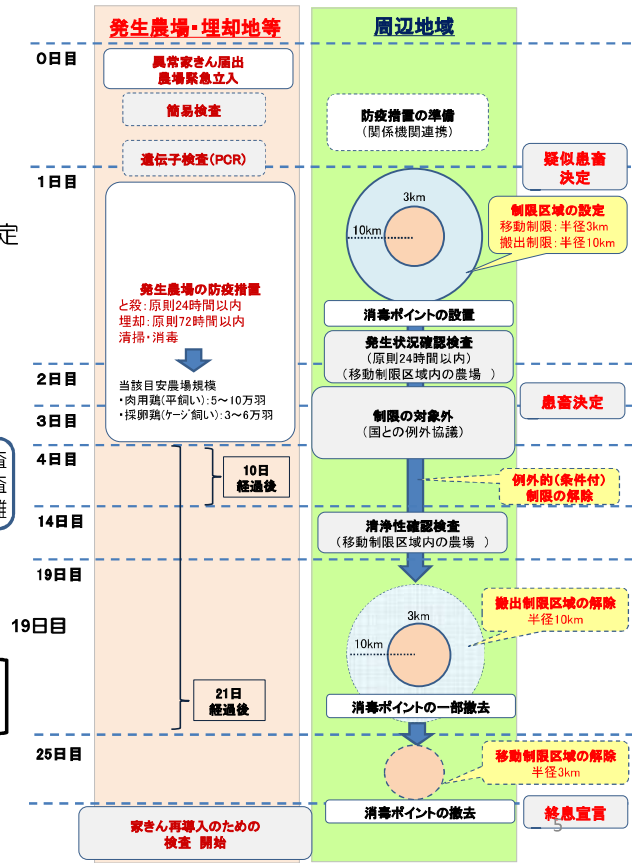 発生農場・埋却地等
周辺地域
0日目
異常家きん届出
農場緊急立入
簡易検査
遺伝子検査(PCR)
防疫措置の準備
(関係機関連携)
疑似患畜
決定
1日目
定
3km
10km
制限区域の設定
移動制限：半径3km
搬出制限：半径10km
発生農場の防疫措置
と殺：原則24時間以内
埋却：原則72時間以内
清掃・消毒
消毒ポイントの設置
発生状況確認検査
(原則24時間以内)
(移動制限区域内の農場 )
2日目
当該目安農場規模
・肉用鶏(平飼い)：5～10万羽
・採卵鶏(ケージ飼い)：3～6万羽
患畜決定
3日目
制限の対象外
(国との例外協議)
4日目
査
査
離
10日
経過後
例外的(条件付)
制限の解除
14日目
清浄性確認検査
(移動制限区域内の農場 )
19日目
19日目
3km
10km
搬出制限区域の解除
半径10km
21日
経過後
消毒ポイントの一部撤去
25日目
移動制限区域の解除
半径3km
消毒ポイントの撤去
終息宣言
5
家きん再導入のための
検査 開始